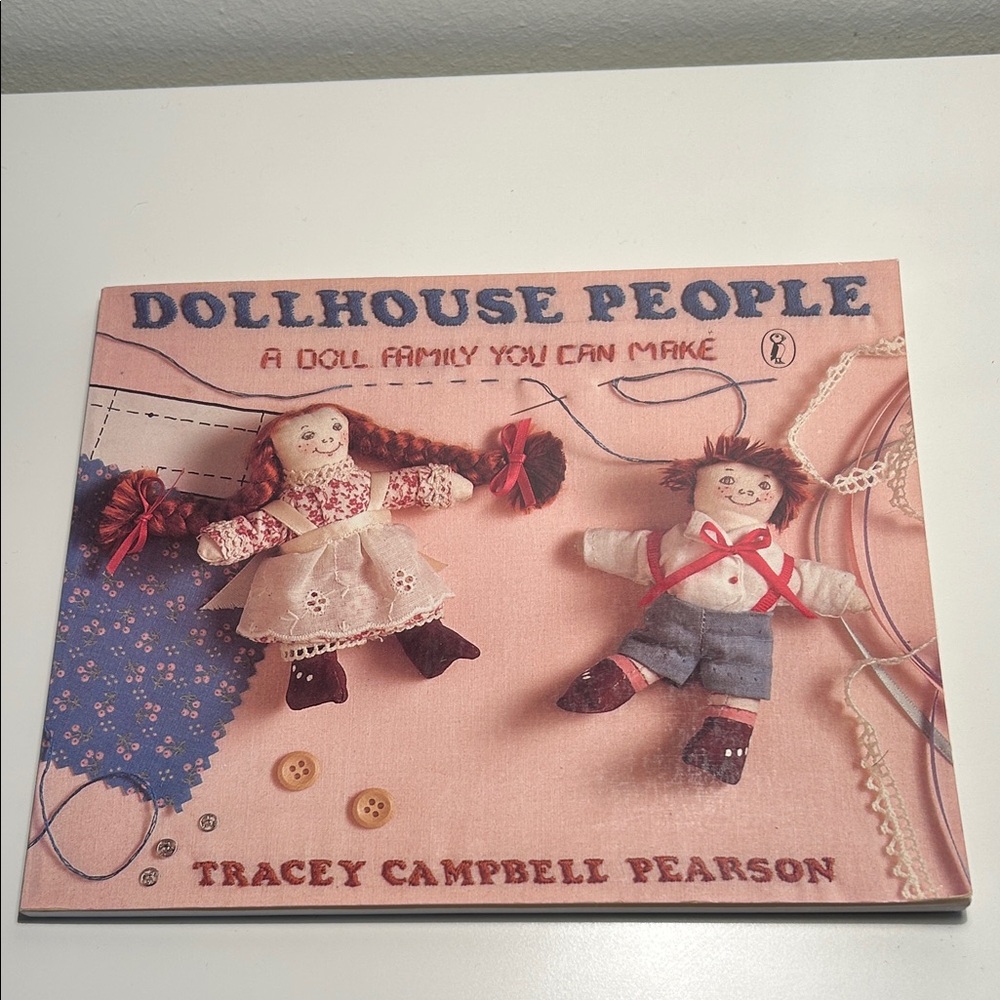 DOLLHOUSE PEOPLE
A DOLL FAMILY YOU CAN MAKE
TRACEY CAMPBELL PEARSON